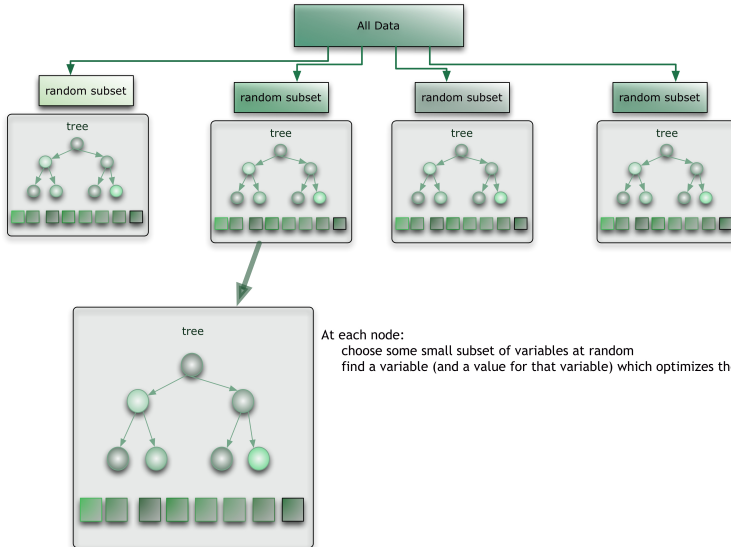 All Data
random subset
random subset
random subset
random subset
tree
tree
tree
tree
tree
At each node:
choose some small subset of variables at random
find a variable (and a value for that variable) which optimizes the